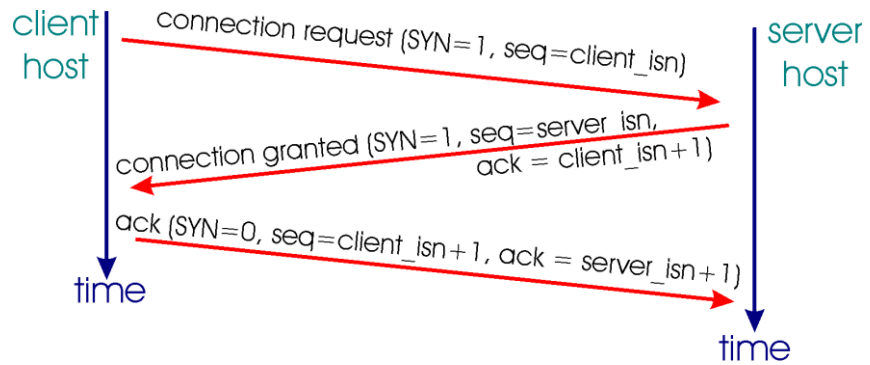 client
host
connection request (SYN=1, seq=client_isn)
server
host
connection granted (SYN=1, seq=server_isn,
ack = client_isn+1)
ack (SYN=0, seq=client_isn+1, ack = server_isn+1)
time
time